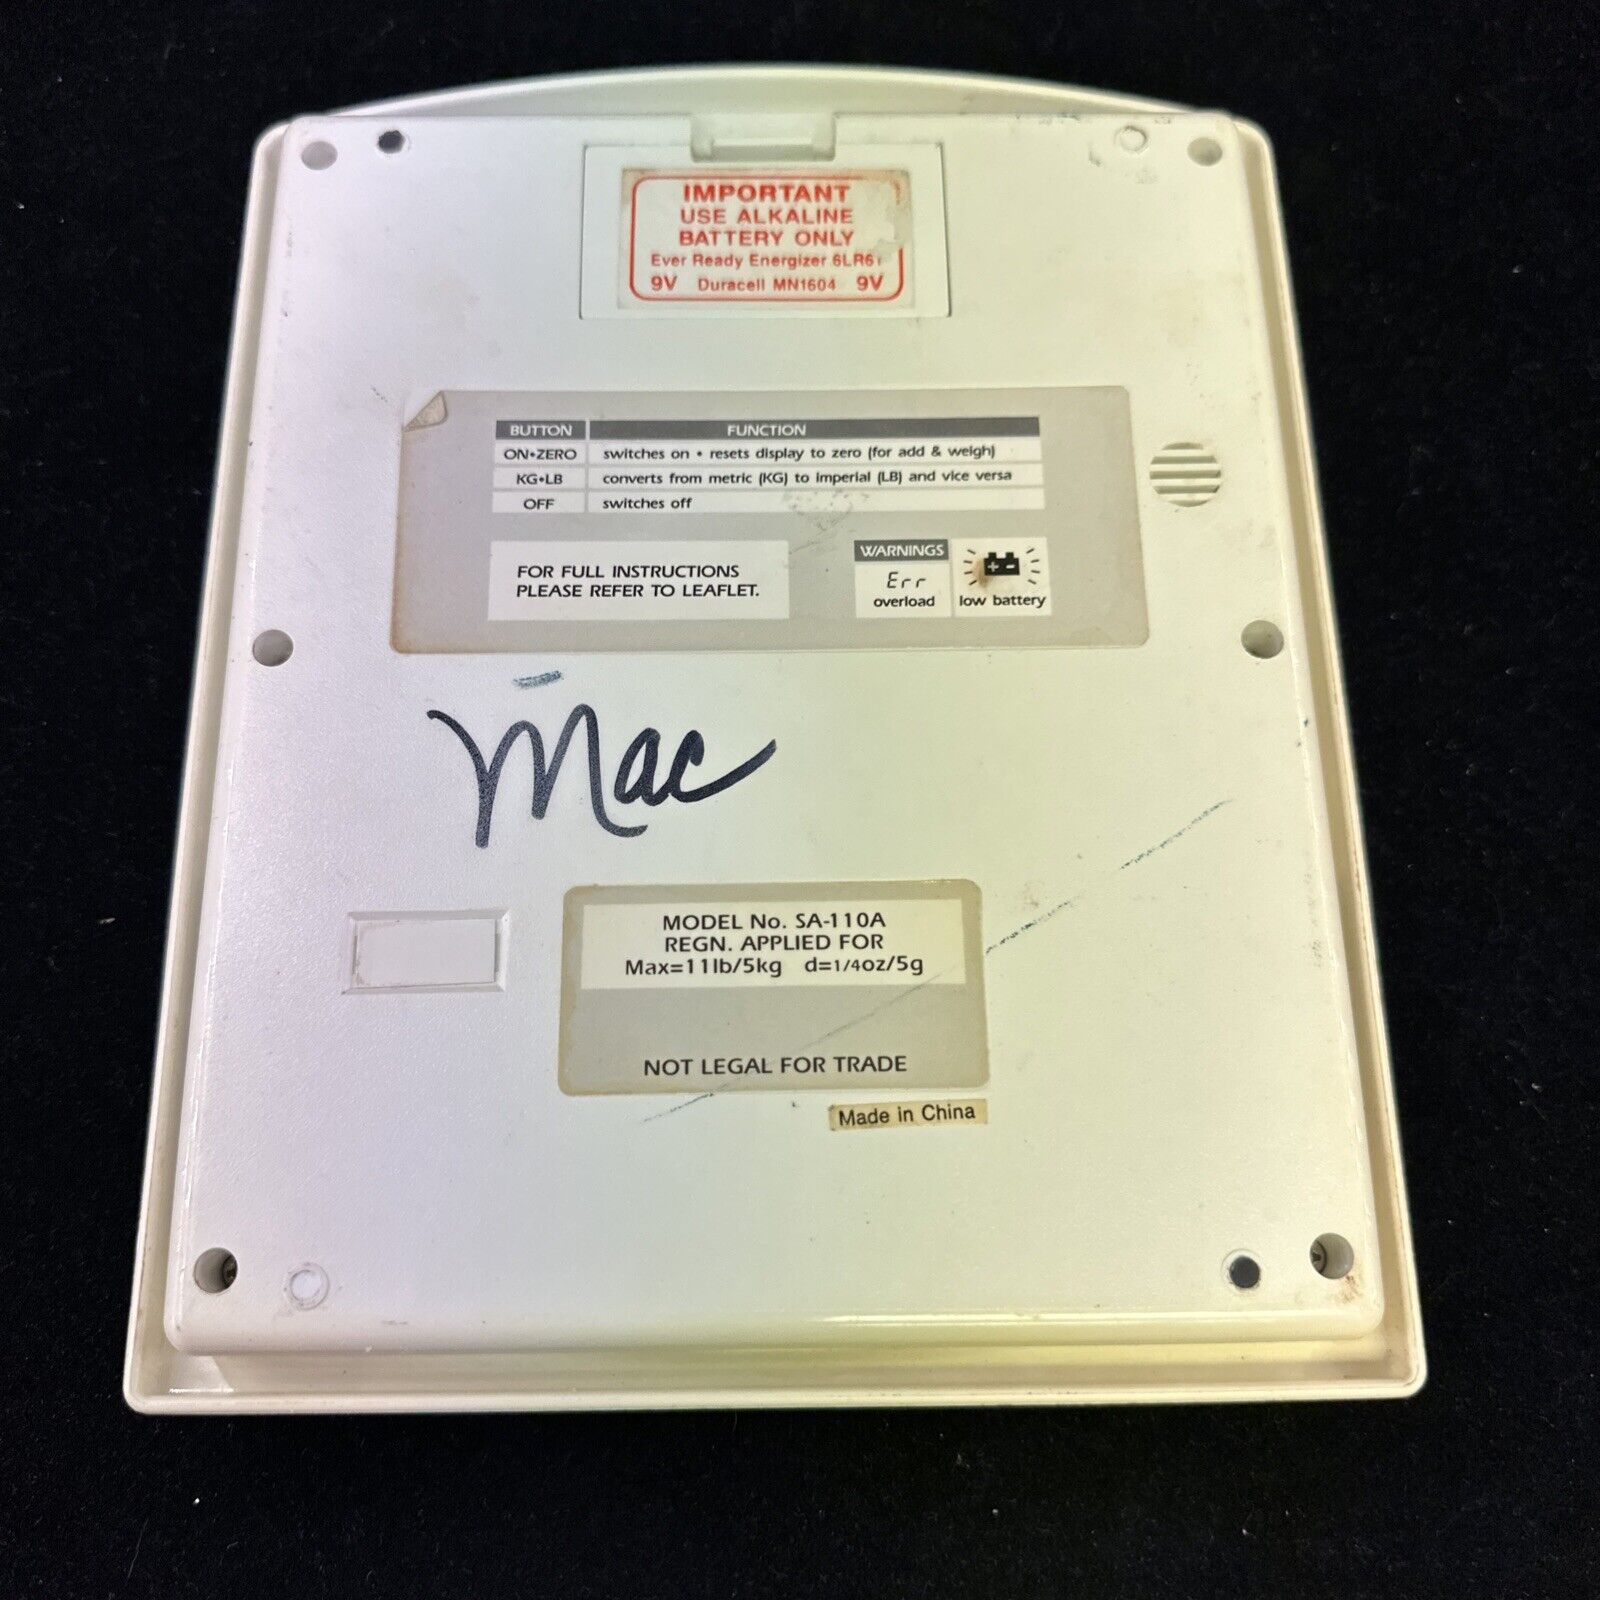 IMPORTANT
USE ALKALINE
BATTERY ONLY
Ever Ready Energizer 6LR61
9V Duracell MN1604 9V
BUTTON FUNCTION
ON•ZERO switches on • resets display to zero (for add & weigh)
KG•LB converts from metric (KG) to imperial (LB) and vice versa
OFF switches off
FOR FULL INSTRUCTIONS
PLEASE REFER TO LEAFLET.
WARNINGS
Err
overload
+ -
low battery
Mac
MODEL No. SA-110A
REGN. APPLIED FOR
Max=11lb/5kg d=1/4oz/5g
NOT LEGAL FOR TRADE
Made in China